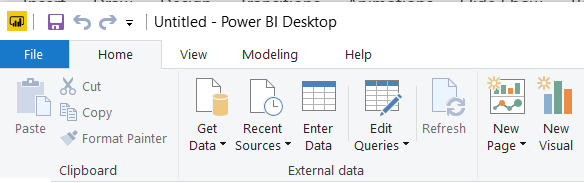 Untitled - Power BI Desktop
File Home View Modeling Help
Paste
Cut
Copy
Format Painter
Clipboard
Get Data
Recent Sources
Enter Data
Edit Queries
Refresh
External data
New Page
New Visual